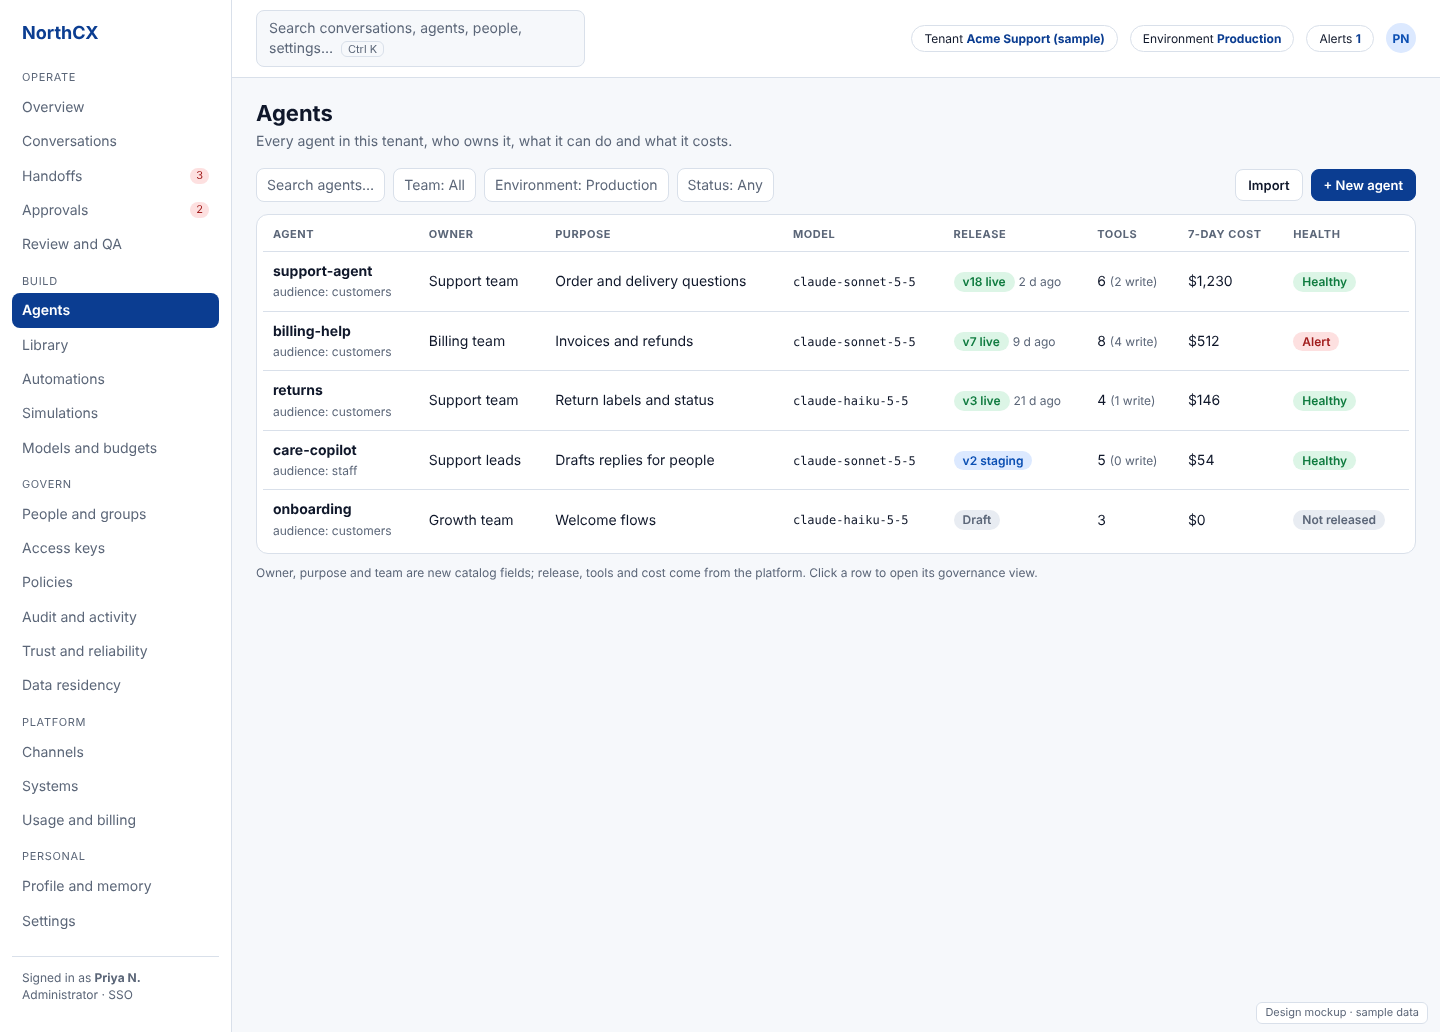 NorthCX
OPERATE
Overview
Conversations
Handoffs 3
Approvals 2
Review and QA
BUILD
Agents
Library
Automations
Simulations
Models and budgets
GOVERN
People and groups
Access keys
Policies
Audit and activity
Trust and reliability
Data residency
PLATFORM
Channels
Systems
Usage and billing
PERSONAL
Profile and memory
Settings
Signed in as Priya N.
Administrator · SSO
Search conversations, agents, people,
settings... Ctrl K
Tenant Acme Support (sample) Environment Production Alerts 1 PN
Agents
Every agent in this tenant, who owns it, what it can do and what it costs.
Search agents... Team: All Environment: Production Status: Any Import + New agent
AGENT OWNER PURPOSE MODEL RELEASE TOOLS 7-DAY COST HEALTH
support-agent
audience: customers
Support team Order and delivery questions claude-sonnet-5-5 v18 live 2 d ago 6 (2 write) $1,230 Healthy
billing-help
audience: customers
Billing team Invoices and refunds claude-sonnet-5-5 v7 live 9 d ago 8 (4 write) $512 Alert
returns
audience: customers
Support team Return labels and status claude-haiku-5-5 v3 live 21 d ago 4 (1 write) $146 Healthy
care-copilot
audience: staff
Support leads Drafts replies for people claude-sonnet-5-5 v2 staging 5 (0 write) $54 Healthy
onboarding
audience: customers
Growth team Welcome flows claude-haiku-5-5 Draft 3 $0 Not released
Owner, purpose and team are new catalog fields; release, tools and cost come from the platform. Click a row to open its governance view.
Design mockup · sample data